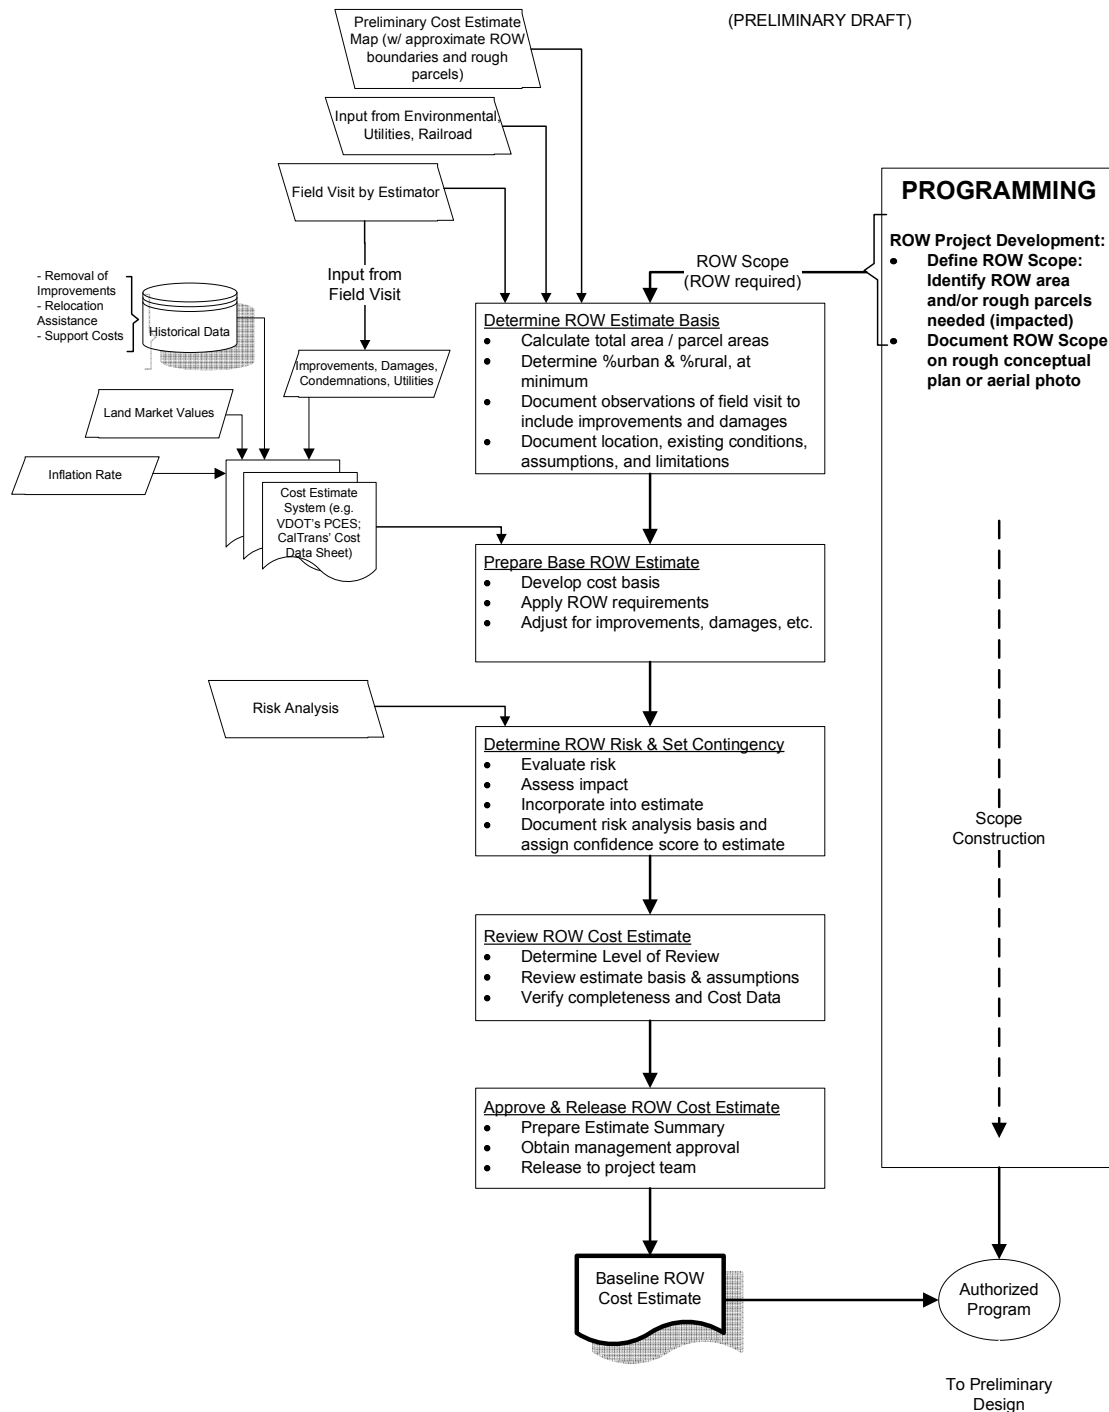 (PRELIMINARY DRAFT)
Preliminary Cost Estimate
Map (w/ approximate ROW
boundaries and rough
parcels)
Input from Environmental,
Utilities, Railroad
Field Visit by Estimator
Input from
Field Visit
- Removal of
Improvements
- Relocation
Assistance
- Support Costs
Historical Data
Improvements, Damages,
Condemnations, Utilities
Land Market Values
Inflation Rate
Cost Estimate
System (e.g.
VDOT's PCES;
CalTrans' Cost
Data Sheet)
ROW Scope
(ROW required)
PROGRAMMING
ROW Project Development:
• Define ROW Scope:
Identify ROW area
and/or rough parcels
needed (impacted)
• Document ROW Scope
on rough conceptual
plan or aerial photo
Determine ROW Estimate Basis
• Calculate total area / parcel areas
• Determine %urban & %rural, at
minimum
• Document observations of field visit to
include improvements and damages
• Document location, existing conditions,
assumptions, and limitations
Prepare Base ROW Estimate
• Develop cost basis
• Apply ROW requirements
• Adjust for improvements, damages, etc.
Risk Analysis
Determine ROW Risk & Set Contingency
• Evaluate risk
• Assess impact
• Incorporate into estimate
• Document risk analysis basis and
assign confidence score to estimate
Scope
Construction
Review ROW Cost Estimate
• Determine Level of Review
• Review estimate basis & assumptions
• Verify completeness and Cost Data
Approve & Release ROW Cost Estimate
• Prepare Estimate Summary
• Obtain management approval
• Release to project team
Baseline ROW
Cost Estimate
Authorized
Program
To Preliminary
Design